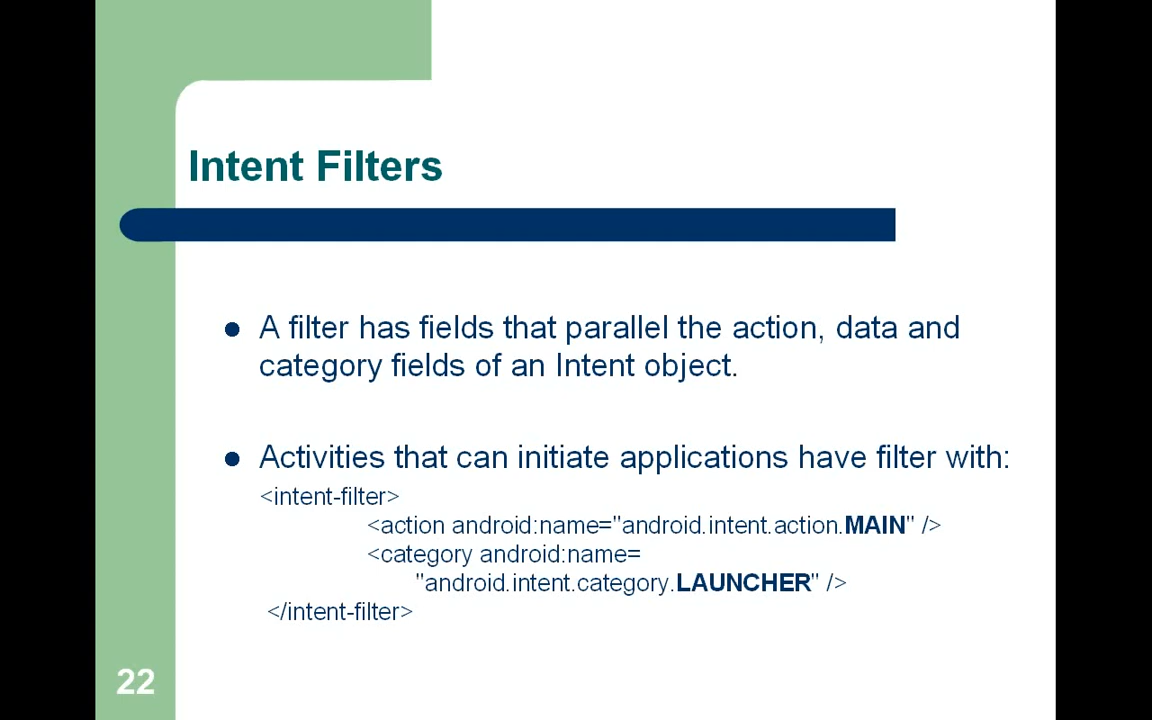 Intent Filters
A filter has fields that parallel the action, data and
category fields of an Intent object.
Activities that can initiate applications have filter with:
<intent-filter>
<action android:name="android.intent.action.MAIN" />
<category android:name=
"android.intent.category.LAUNCHER" />
</intent-filter>
22